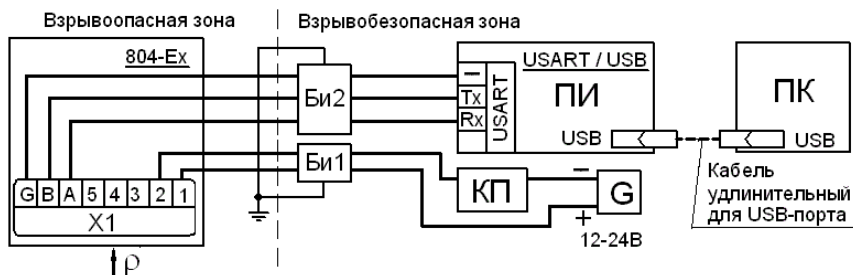 Взрывоопасная зона
Взрывобезопасная зона
804-Ex
USART / USB
Би2
–
Tx
Rx
USART
ПИ
ПК
USB
USB
Би1
G B A 5 4 3 2 1
X1
КП
–
G
+
12-24В
Кабель
удлинительный
для USB-порта
ρ